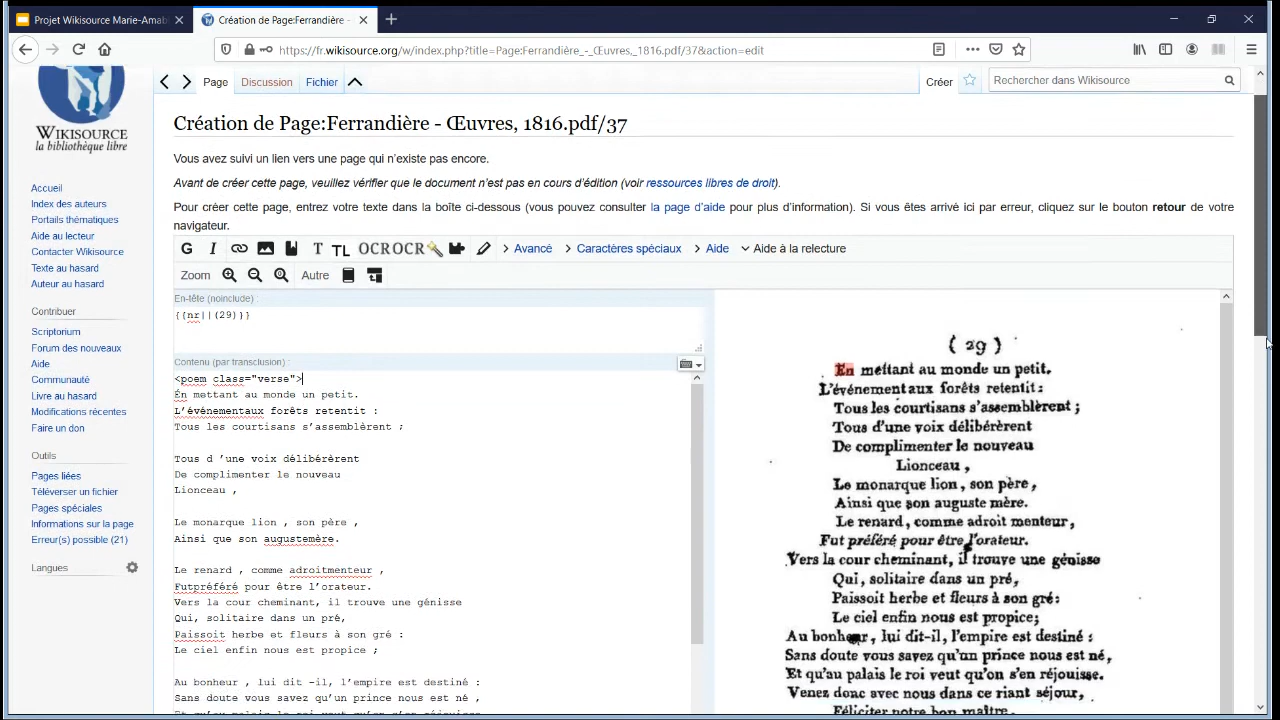 Projet Wikisource Marie-Amab
Création de Page:Ferrandière -
https://fr.wikisource.org/w/index.php?title=Page:Ferrandière_-_Œuvres,_1816.pdf/37&action=edit
WIKISOURCE
la bibliothèque libre
Accueil
Index des auteurs
Portails thématiques
Aide au lecteur
Contacter Wikisource
Texte au hasard
Auteur au hasard
Contribuer
Scriptorium
Forum des nouveaux
Aide
Communauté
Livre au hasard
Modifications récentes
Faire un don
Outils
Pages liées
Téléverser un fichier
Pages spéciales
Informations sur la page
Erreur(s) possible (21)
Langues
Page
Discussion
Fichier
Créer
Rechercher dans Wikisource
Création de Page:Ferrandière - Œuvres, 1816.pdf/37
Vous avez suivi un lien vers une page qui n'existe pas encore.
Avant de créer cette page, veuillez vérifier que le document n'est pas en cours d'édition (voir ressources libres de droit).
Pour créer cette page, entrez votre texte dans la boîte ci-dessous (vous pouvez consulter la page d'aide pour plus d'information). Si vous êtes arrivé ici par erreur, cliquez sur le bouton retour de votre
navigateur.
G I T TL OCR OCR Avancé Caractères spéciaux Aide Aide à la relecture
Zoom Autre
En-tête (noinclude) :
{{nr||(29)}}
Contenu (par transclusion) :
<poem class="verse">
En mettant au monde un petit.
L’événementaux forêts retentit :
Tous les courtisans s’assemblèrent ;
Tous d ’une voix délibérèrent
De complimenter le nouveau
Lionceau ,
Le monarque lion , son père ,
Ainsi que son augustemère.
Le renard , comme adroitmenteur ,
Futpréféré pour être l’orateur.
Vers la cour cheminant, il trouve une génisse
Qui, solitaire dans un pré,
Paissoit herbe et fleurs à son gré :
Le ciel enfin nous est propice ;
Au bonheur , lui dit -il, l’empire est destiné :
Sans doute vous savez qu’un prince nous est né ,
Et qu’au palais le roi veut qu’on s’en réjouisse
( 29 )
En mettant au monde un petit.
L'événement aux forêts retentit :
Tous les courtisans s'assemblèrent ;
Tous d'une voix délibérèrent
De complimenter le nouveau
Lionceau ,
Le monarque lion , son père ,
Ainsi que son auguste mère.
Le renard , comme adroit menteur ,
Fut préféré pour être l'orateur.
Vers la cour cheminant, il trouve une génisse
Qui, solitaire dans un pré,
Paissoit herbe et fleurs à son gré :
Le ciel enfin nous est propice;
Au bonheur , lui dit-il, l'empire est destiné :
Sans doute vous savez qu'un prince nous est né ,
Et qu'au palais le roi veut qu'on s'en réjouisse.
Venez donc avec nous dans ce riant séjour,
Féliciter notre bon maître.